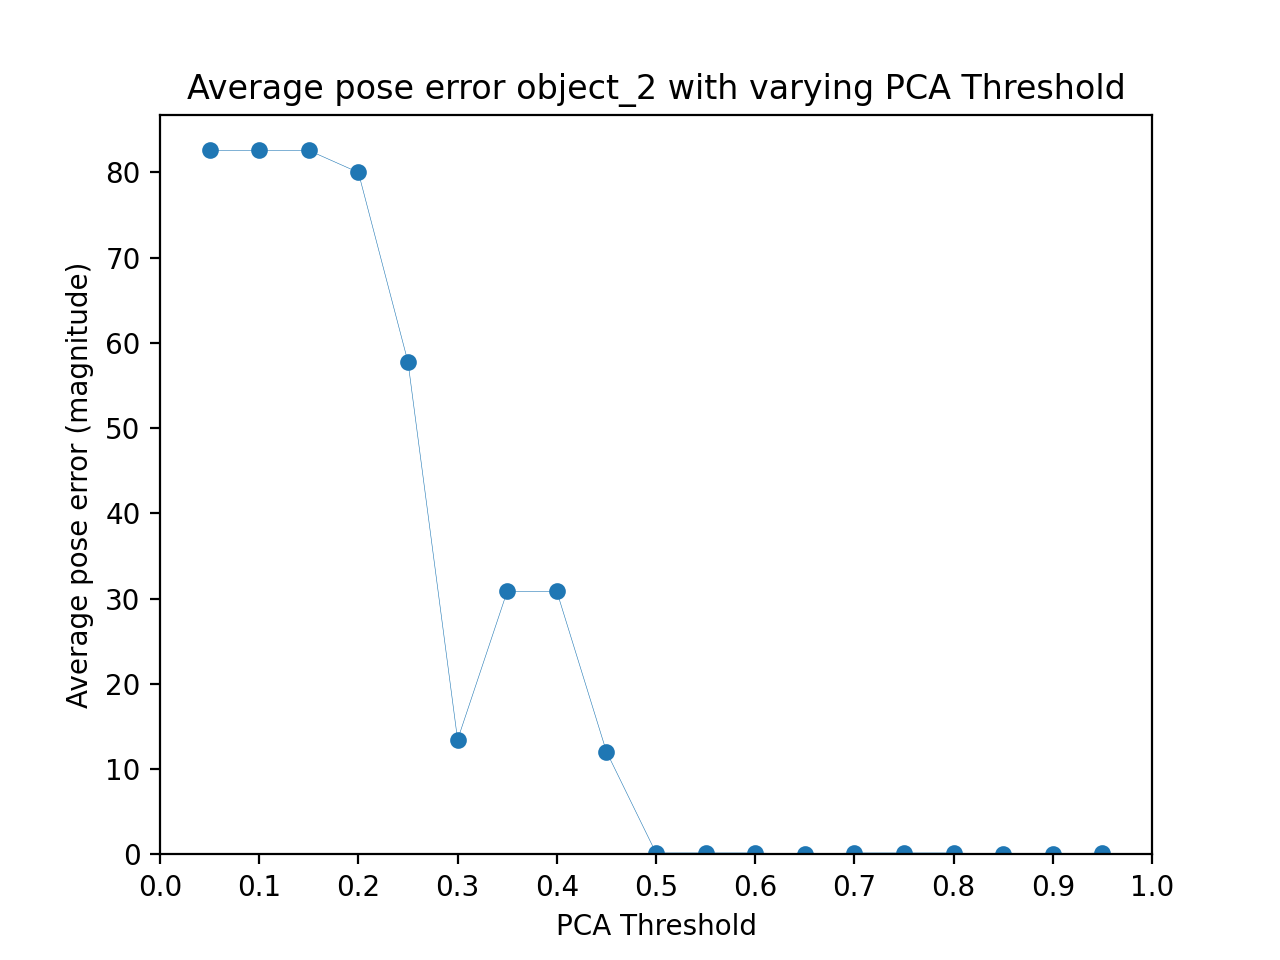 Average pose error object_2 with varying PCA Threshold
Average pose error (magnitude)
80
70
60
50
40
30
20
10
0
0.0 0.1 0.2 0.3 0.4 0.5 0.6 0.7 0.8 0.9 1.0
PCA Threshold